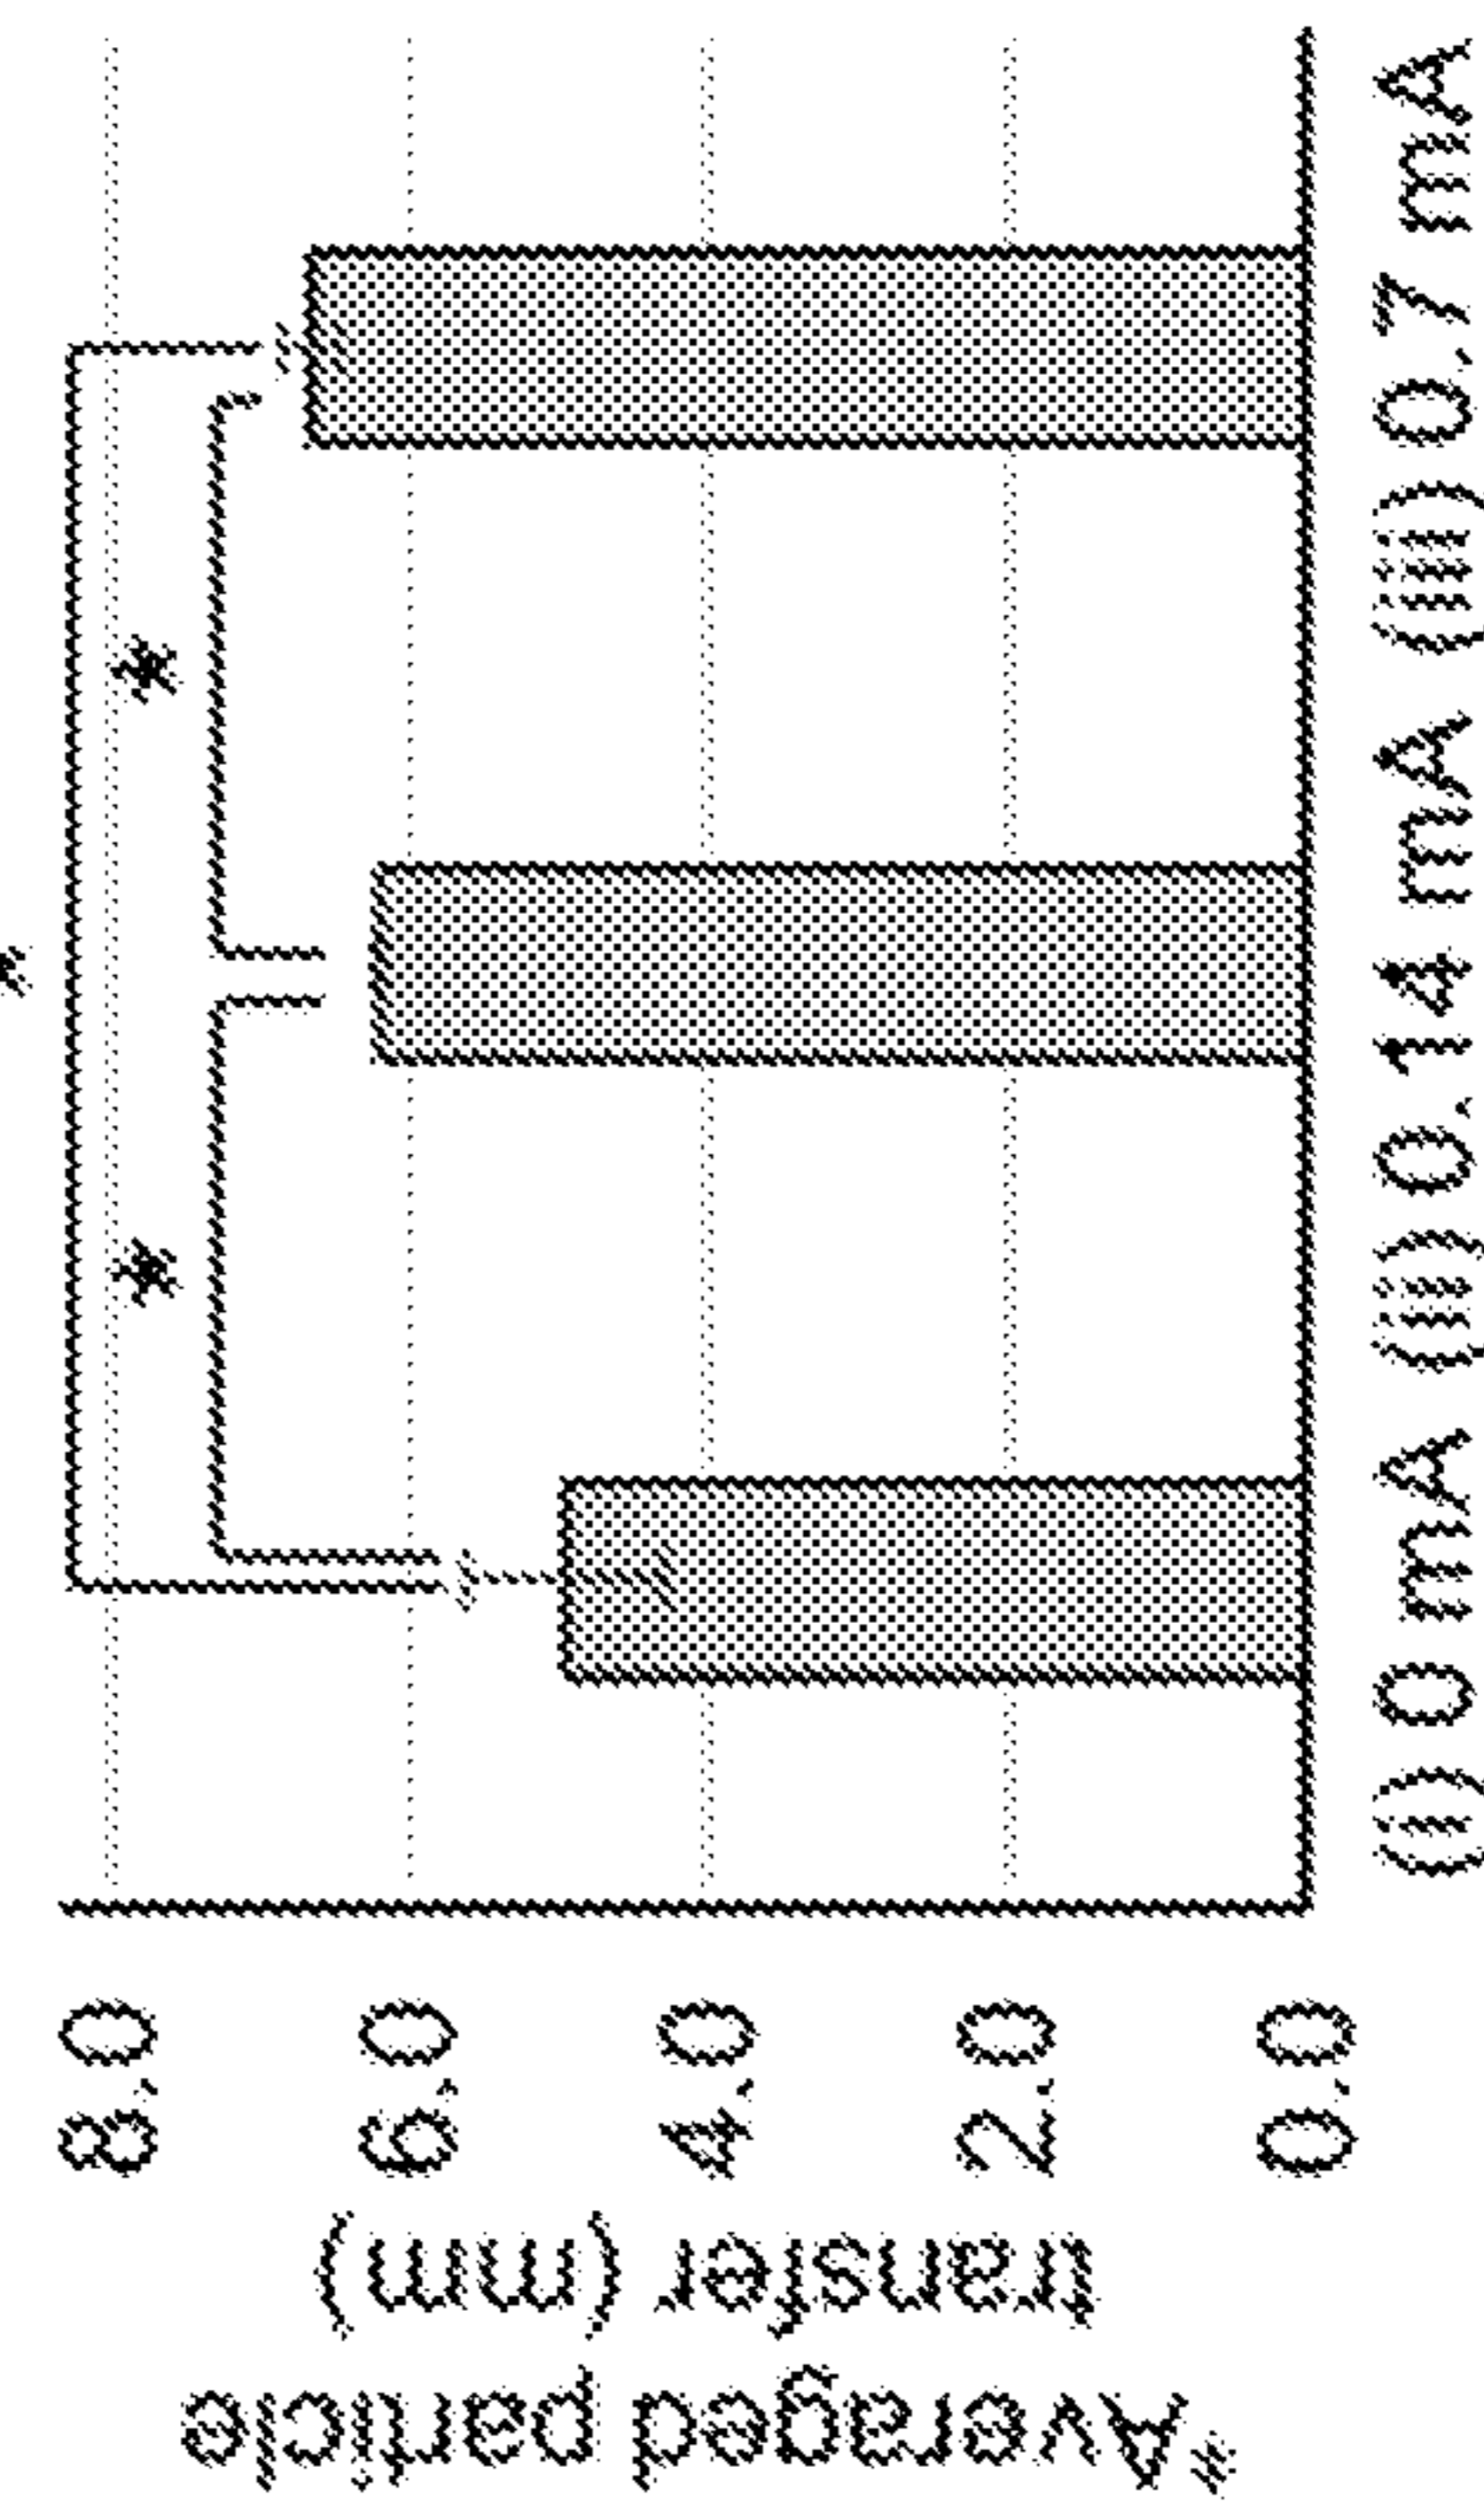 "Averaged particle
transfer (mm)
8.0
6.0
4.0
2.0
0.0
*
*
*
(i) 0 mA (ii) 0.14 mA (iii) 0.7 mA